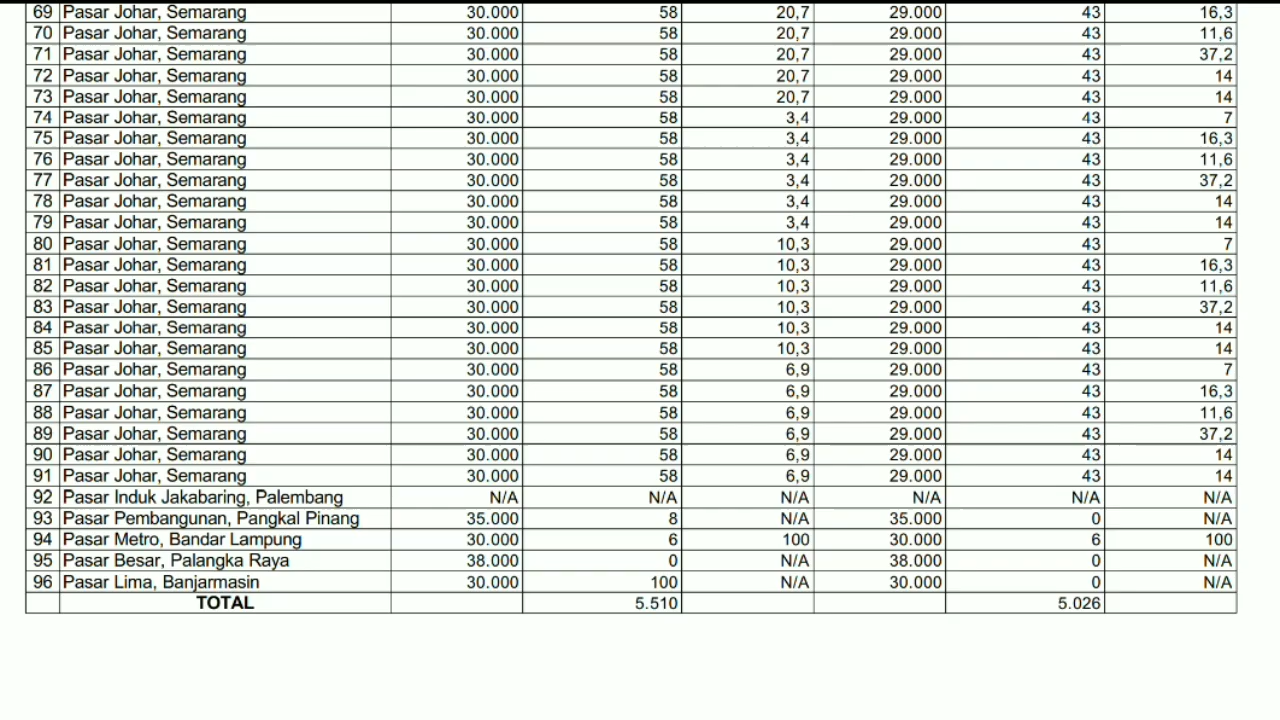 69 Pasar Johar, Semarang 30.000 58 20,7 29.000 43 16,3
70 Pasar Johar, Semarang 30.000 58 20,7 29.000 43 11,6
71 Pasar Johar, Semarang 30.000 58 20,7 29.000 43 37,2
72 Pasar Johar, Semarang 30.000 58 20,7 29.000 43 14
73 Pasar Johar, Semarang 30.000 58 20,7 29.000 43 14
74 Pasar Johar, Semarang 30.000 58 3,4 29.000 43 7
75 Pasar Johar, Semarang 30.000 58 3,4 29.000 43 16,3
76 Pasar Johar, Semarang 30.000 58 3,4 29.000 43 11,6
77 Pasar Johar, Semarang 30.000 58 3,4 29.000 43 37,2
78 Pasar Johar, Semarang 30.000 58 3,4 29.000 43 14
79 Pasar Johar, Semarang 30.000 58 3,4 29.000 43 14
80 Pasar Johar, Semarang 30.000 58 10,3 29.000 43 7
81 Pasar Johar, Semarang 30.000 58 10,3 29.000 43 16,3
82 Pasar Johar, Semarang 30.000 58 10,3 29.000 43 11,6
83 Pasar Johar, Semarang 30.000 58 10,3 29.000 43 37,2
84 Pasar Johar, Semarang 30.000 58 10,3 29.000 43 14
85 Pasar Johar, Semarang 30.000 58 10,3 29.000 43 14
86 Pasar Johar, Semarang 30.000 58 6,9 29.000 43 7
87 Pasar Johar, Semarang 30.000 58 6,9 29.000 43 16,3
88 Pasar Johar, Semarang 30.000 58 6,9 29.000 43 11,6
89 Pasar Johar, Semarang 30.000 58 6,9 29.000 43 37,2
90 Pasar Johar, Semarang 30.000 58 6,9 29.000 43 14
91 Pasar Johar, Semarang 30.000 58 6,9 29.000 43 14
92 Pasar Induk Jakabaring, Palembang N/A N/A N/A N/A N/A N/A
93 Pasar Pembangunan, Pangkal Pinang 35.000 8 N/A 35.000 0 N/A
94 Pasar Metro, Bandar Lampung 30.000 6 100 30.000 6 100
95 Pasar Besar, Palangka Raya 38.000 0 N/A 38.000 0 N/A
96 Pasar Lima, Banjarmasin 30.000 100 N/A 30.000 0 N/A
TOTAL 5.510 5.026